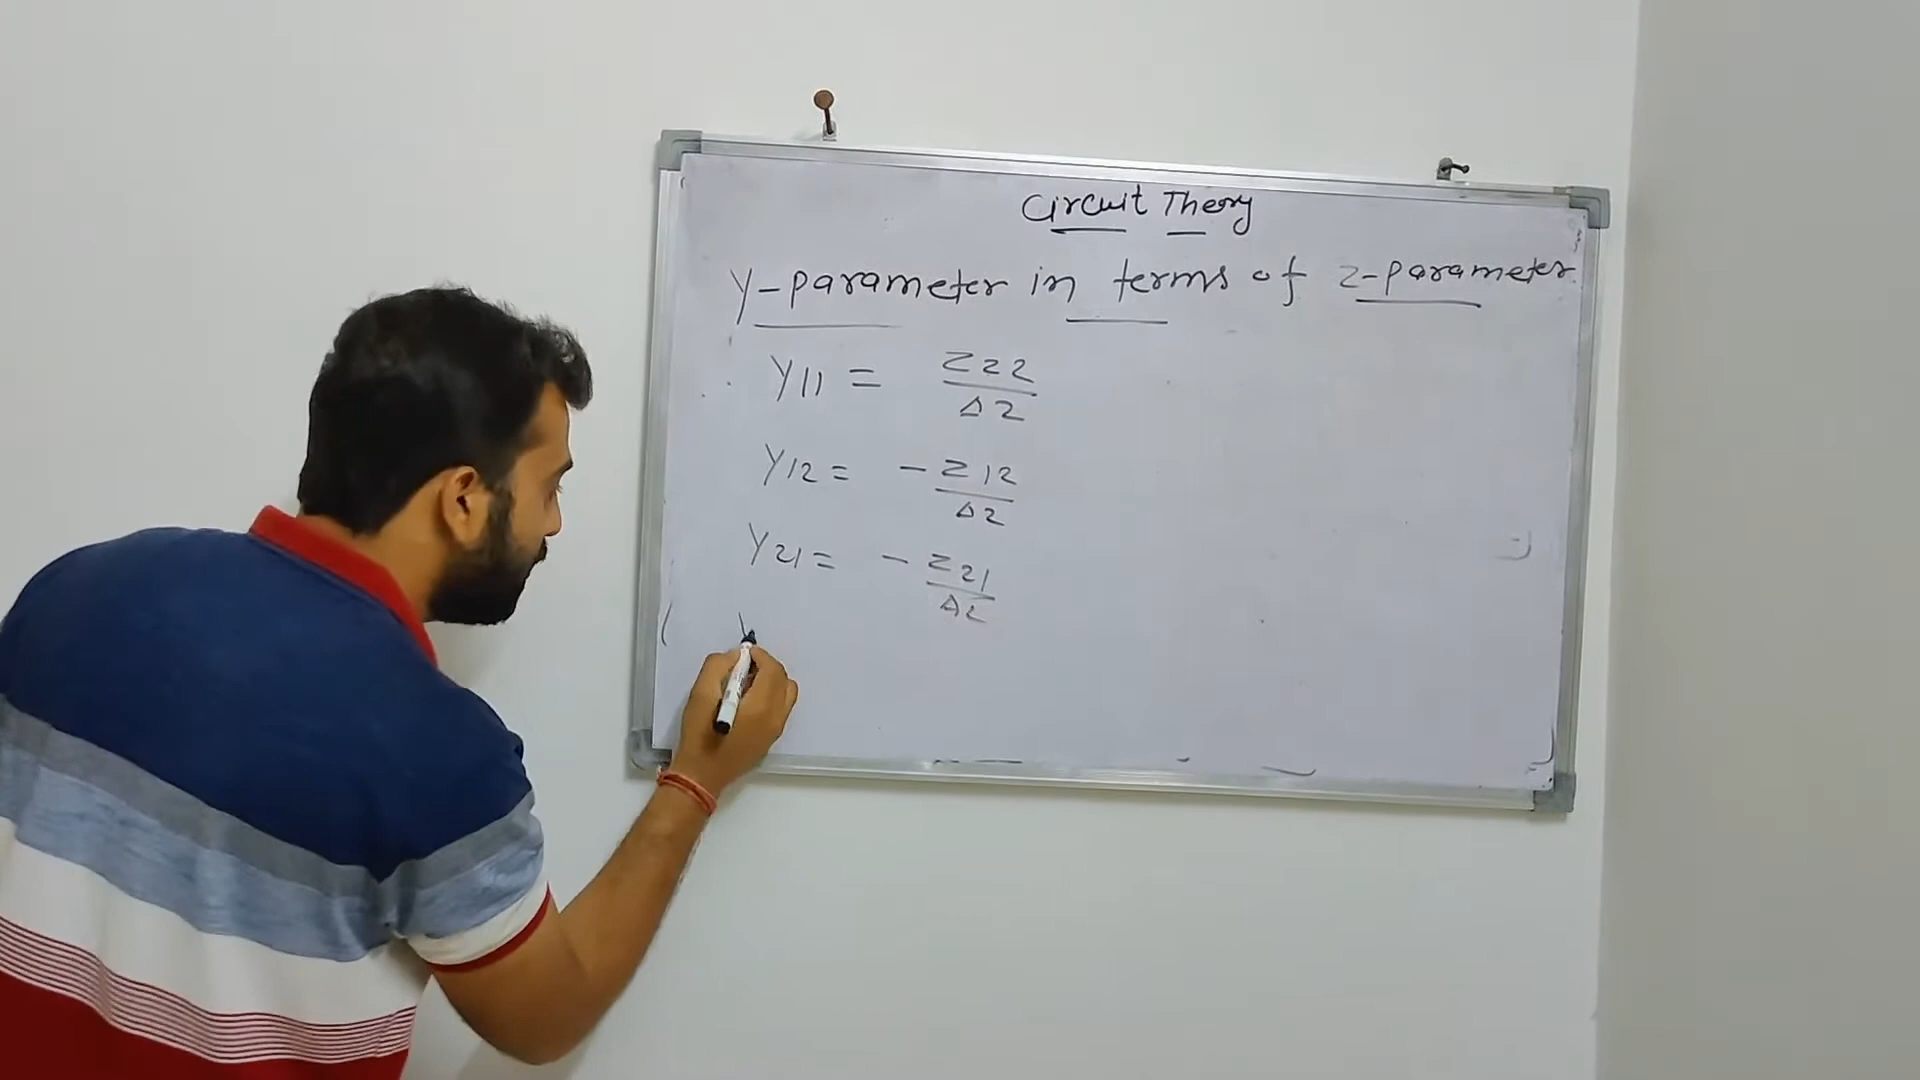 Circuit Theory
Y-parameter in terms of Z-parameter
Y11 = Z22/ΔZ
Y12 = -Z12/ΔZ
Y21 = -Z21/ΔZ